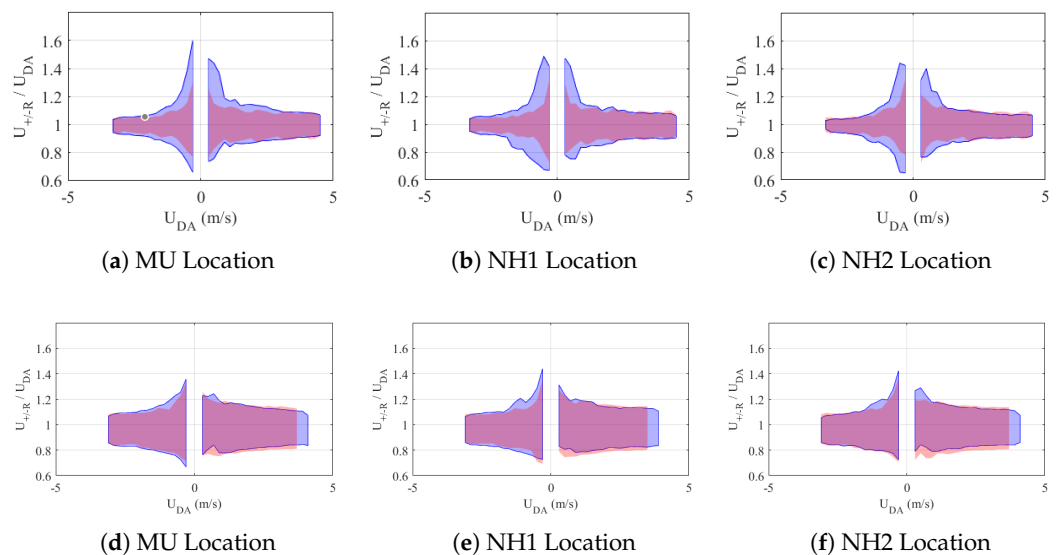 1.6
1.4
1.2
1
0.8
0.6
U+/-R / UDA
-5 0 5
UDA (m/s)
(a) MU Location
1.6
1.4
1.2
1
0.8
0.6
U+/-R / UDA
-5 0 5
UDA (m/s)
(b) NH1 Location
1.6
1.4
1.2
1
0.8
0.6
U+/-R / UDA
-5 0 5
UDA (m/s)
(c) NH2 Location
1.6
1.4
1.2
1
0.8
0.6
U+/-R / UDA
-5 0 5
UDA (m/s)
(d) MU Location
1.6
1.4
1.2
1
0.8
0.6
U+/-R / UDA
-5 0 5
UDA (m/s)
(e) NH1 Location
1.6
1.4
1.2
1
0.8
0.6
U+/-R / UDA
-5 0 5
UDA (m/s)
(f) NH2 Location